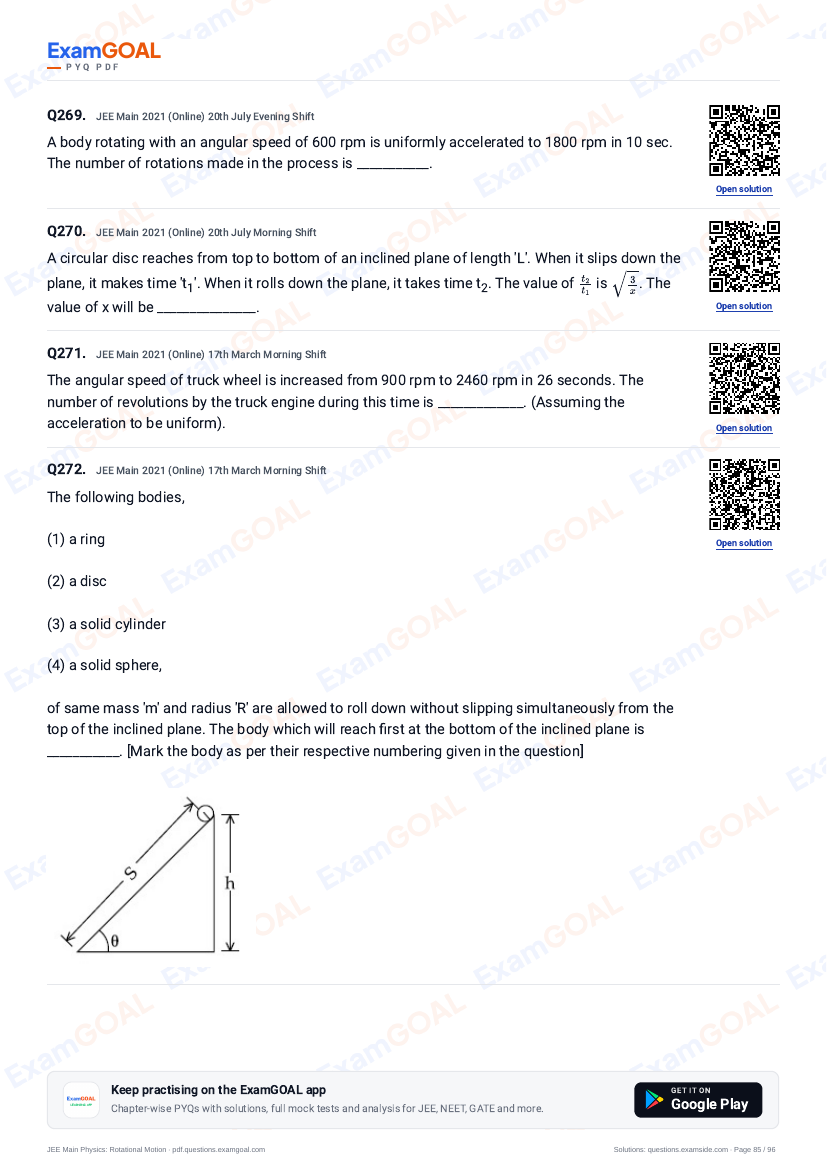 ExamGOAL
PYQ PDF
Q269. JEE Main 2021 (Online) 20th July Evening Shift
A body rotating with an angular speed of 600 rpm is uniformly accelerated to 1800 rpm in 10 sec.
The number of rotations made in the process is ___________.
Open solution
Q270. JEE Main 2021 (Online) 20th July Morning Shift
A circular disc reaches from top to bottom of an inclined plane of length 'L'. When it slips down the
plane, it makes time 't₁'. When it rolls down the plane, it takes time t₂. The value of t₂/t₁ is √(3/x). The
value of x will be _______________.
Open solution
Q271. JEE Main 2021 (Online) 17th March Morning Shift
The angular speed of truck wheel is increased from 900 rpm to 2460 rpm in 26 seconds. The
number of revolutions by the truck engine during this time is _____________. (Assuming the
acceleration to be uniform).
Open solution
Q272. JEE Main 2021 (Online) 17th March Morning Shift
The following bodies,
(1) a ring
(2) a disc
(3) a solid cylinder
(4) a solid sphere,
Open solution
of same mass 'm' and radius 'R' are allowed to roll down without slipping simultaneously from the
top of the inclined plane. The body which will reach first at the bottom of the inclined plane is
___________. [Mark the body as per their respective numbering given in the question]
S
h
θ
ExamGOAL
Keep practising on the ExamGOAL app
Chapter-wise PYQs with solutions, full mock tests and analysis for JEE, NEET, GATE and more.
GET IT ON
Google Play
JEE Main Physics: Rotational Motion · pdf.questions.examgoal.com
Solutions: questions.examside.com · Page 85 / 96